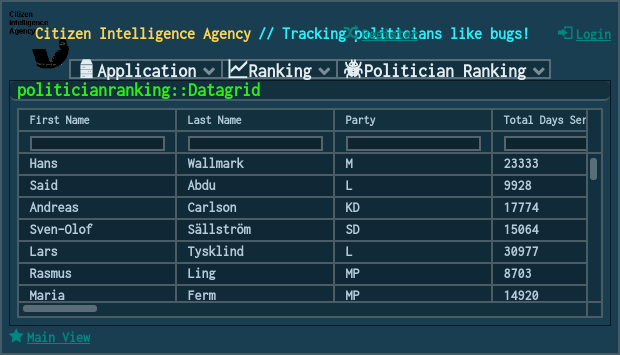 Citizen
Intelligence
Agency
Citizen Intelligence Agency // Tracking politicians like bugs!
Register
Login
Application
Ranking
Politician Ranking
politicianranking::Datagrid
First Name Last Name Party Total Days Ser
Hans Wallmark M 23333
Said Abdu L 9928
Andreas Carlson KD 17774
Sven-Olof Sällström SD 15064
Lars Tysklind L 30977
Rasmus Ling MP 8703
Maria Ferm MP 14920
Main View